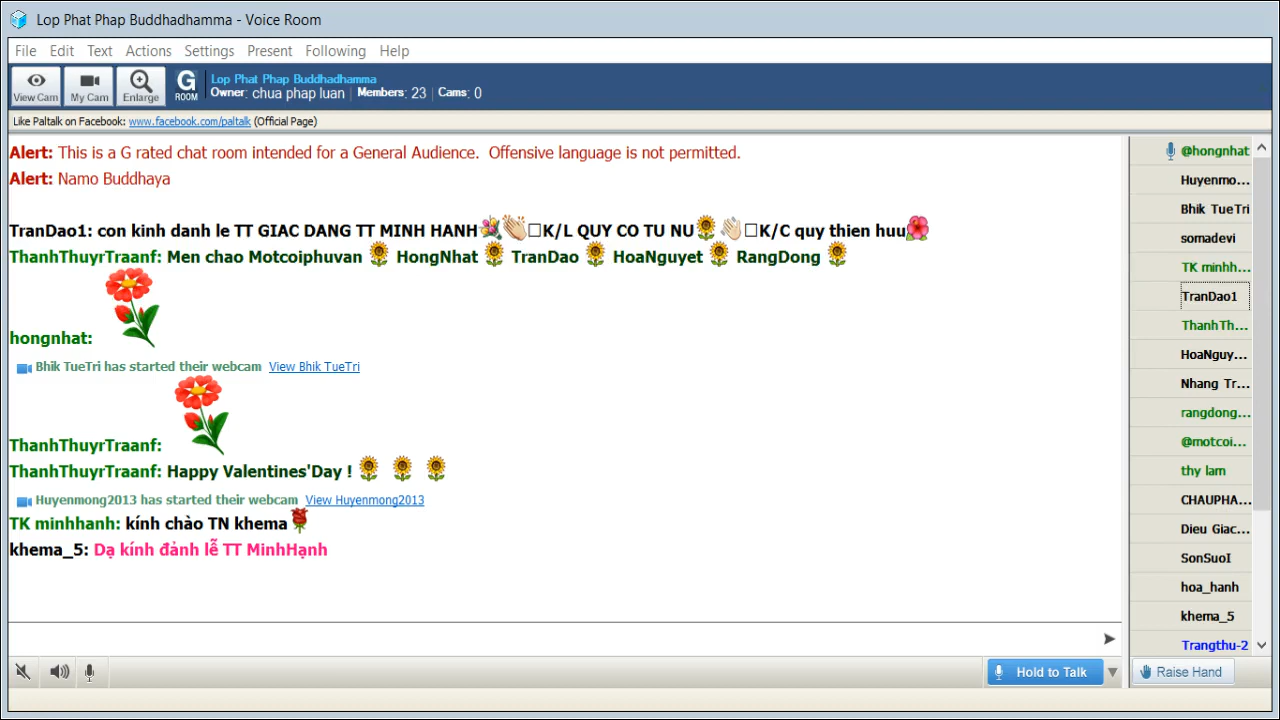 Lop Phat Phap Buddhadhamma - Voice Room
File Edit Text Actions Settings Present Following Help
View Cam My Cam Enlarge G ROOM
Lop Phat Phap Buddhadhamma
Owner: chua phap luan Members: 23 Cams: 0
Like Paltalk on Facebook: www.facebook.com/paltalk (Official Page)
Alert: This is a G rated chat room intended for a General Audience. Offensive language is not permitted.
Alert: Namo Buddhaya
TranDao1: con kinh danh le TT GIAC DANG TT MINH HANH K/L QUY CO TU NU K/C quy thien huu
ThanhThuyrTraanf: Men chao Motcoiphuvan HongNhat TranDao HoaNguyet RangDong
hongnhat:
Bhik TueTri has started their webcam View Bhik TueTri
ThanhThuyrTraanf:
ThanhThuyrTraanf: Happy Valentines'Day !
Huyenmong2013 has started their webcam View Huyenmong2013
TK minhhanh: kính chào TN khema
khema_5: Dạ kính đảnh lễ TT MinhHạnh
@hongnhat
Huyenmo...
Bhik TueTri
somadevi
TK minhh...
TranDao1
ThanhTh...
HoaNguy...
Nhang Tr...
rangdong...
@motcoi...
thy lam
CHAUPHA...
Dieu Giac...
SonSuoI
hoa_hanh
khema_5
Trangthu-2
Hold to Talk
Raise Hand